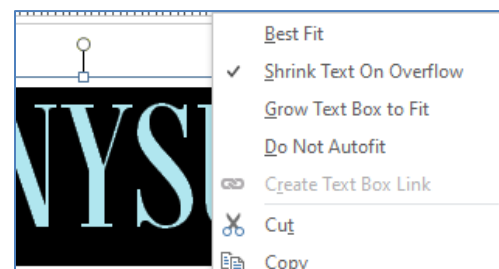 NYSU
Best Fit
Shrink Text On Overflow
Grow Text Box to Fit
Do Not Autofit
Create Text Box Link
Cut
Copy